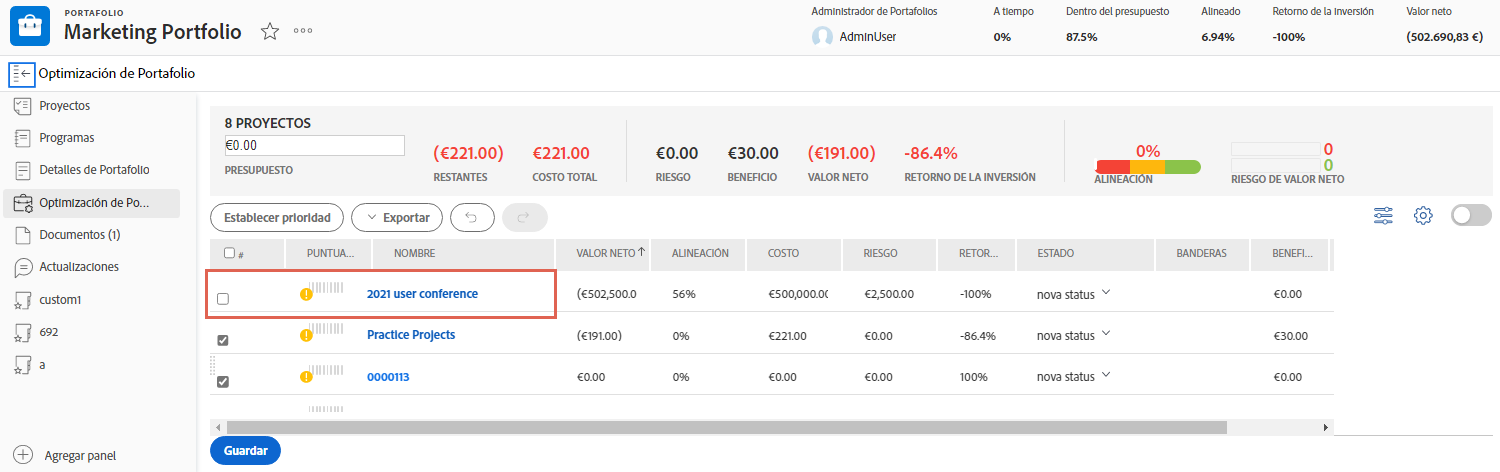 PORTAFOLIO
Marketing Portfolio
Administrador de Portafolios
AdminUser
A tiempo
0%
Dentro del presupuesto
87.5%
Alineado
6.94%
Retorno de la inversión
-100%
Valor neto
(502.690,83 €)
Optimización de Portafolio
Proyectos
Programas
Detalles de Portafolio
Optimización de Po...
Documentos (1)
Actualizaciones
custom1
692
a
Agregar panel
8 PROYECTOS
€0.00
PRESUPUESTO
(€221.00)
RESTANTES
€221.00
COSTO TOTAL
€0.00
RIESGO
€30.00
BENEFICIO
(€191.00)
VALOR NETO
-86.4%
RETORNO DE LA INVERSIÓN
0%
ALINEACIÓN
0
0
RIESGO DE VALOR NETO
Establecer prioridad
Exportar
# PUNTUA... NOMBRE VALOR NETO ALINEACIÓN COSTO RIESGO RETOR... ESTADO BANDERAS BENEFI...
2021 user conference (€502,500.0 56% €500,000.00 €2,500.00 -100% nova status €0.00
Practice Projects (€191.00) 0% €221.00 €0.00 -86.4% nova status €30.00
0000113 €0.00 0% €0.00 €0.00 100% nova status €0.00
Guardar